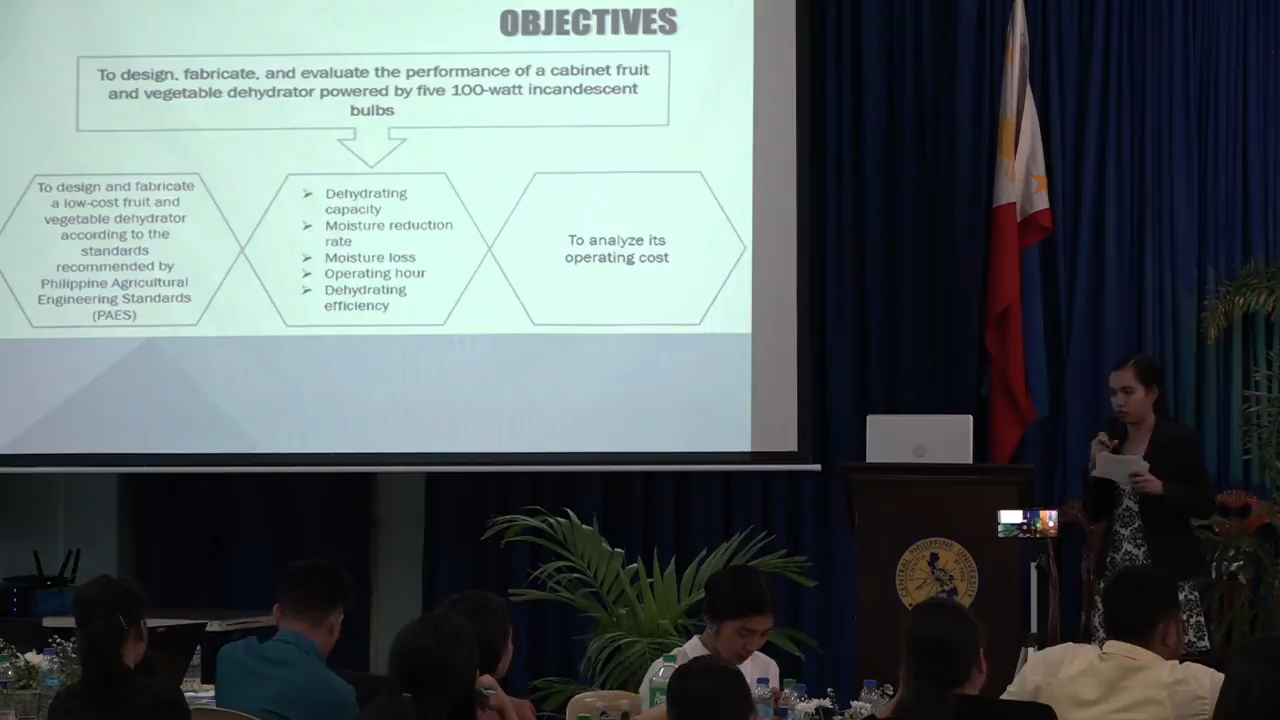 OBJECTIVES
To design, fabricate, and evaluate the performance of a cabinet fruit
and vegetable dehydrator powered by five 100-watt incandescent
bulbs
To design and fabricate
a low-cost fruit and
vegetable dehydrator
according to the
standards
recommended by
Philippine Agricultural
Engineering Standards
(PAES)
➢ Dehydrating
capacity
➢ Moisture reduction
rate
➢ Moisture loss
➢ Operating hour
➢ Dehydrating
efficiency
To analyze its
operating cost
CENTRAL PHILIPPINE UNIVERSITY